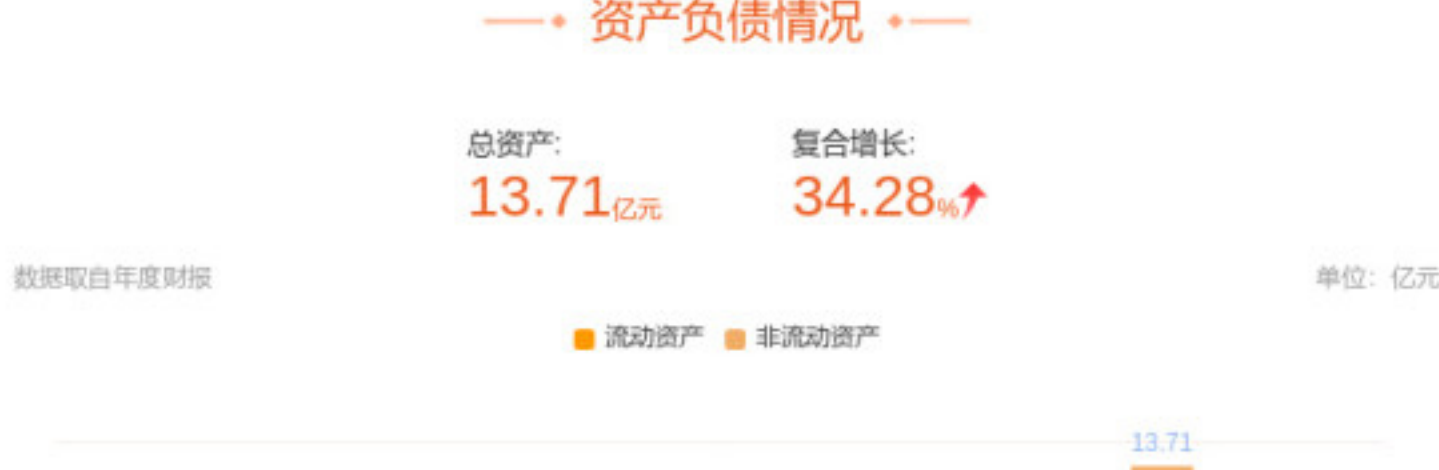 资产负债情况
总资产: 复合增长:
13.71亿元 34.28%
数据取自年度财报 单位：亿元
流动资产 非流动资产
13.71